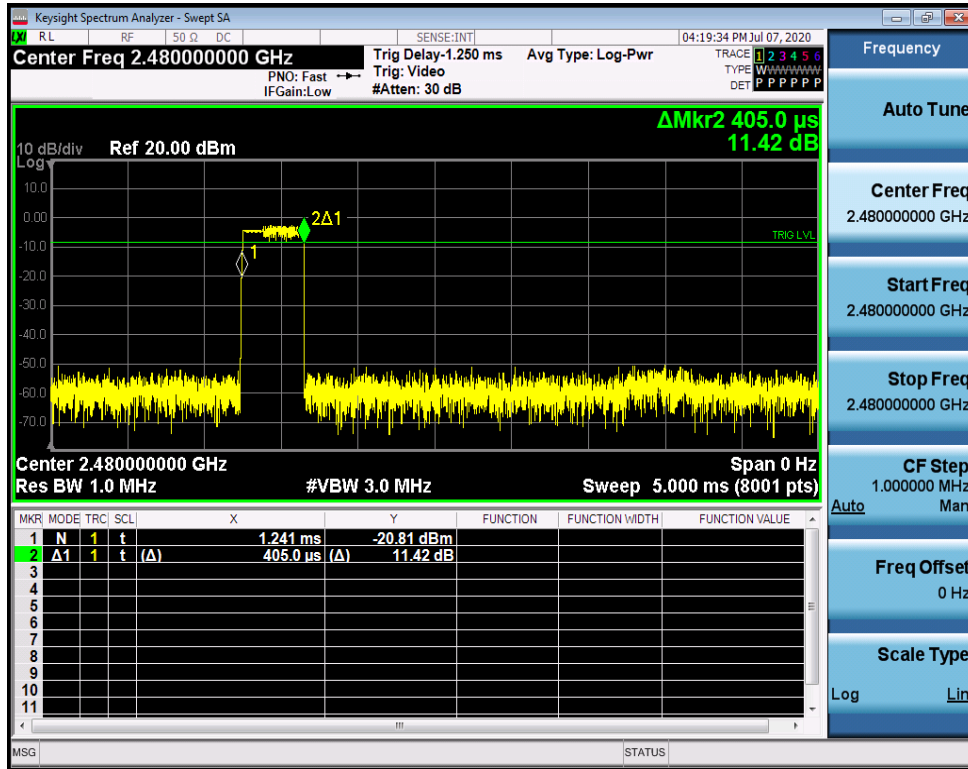 Keysight Spectrum Analyzer - Swept SA
LXI RL RF 50 Ω DC SENSE:INT 04:19:34 PM Jul 07, 2020
Center Freq 2.480000000 GHz
PNO: Fast
IFGain:Low
Trig Delay-1.250 ms
Trig: Video
#Atten: 30 dB
Avg Type: Log-Pwr
TRACE 1 2 3 4 5 6
TYPE WWWWWW
DET P P P P P P
ΔMkr2 405.0 µs
11.42 dB
10 dB/div Ref 20.00 dBm
Log
10.0
0.00
-10.0
-20.0
-30.0
-40.0
-50.0
-60.0
-70.0
2Δ1
1
TRIG LVL
Center 2.480000000 GHz Span 0 Hz
Res BW 1.0 MHz #VBW 3.0 MHz Sweep 5.000 ms (8001 pts)
MKR MODE TRC SCL X Y FUNCTION FUNCTION WIDTH FUNCTION VALUE
1 N 1 t 1.241 ms -20.81 dBm
2 Δ1 1 t (Δ) 405.0 µs (Δ) 11.42 dB
3
4
5
6
7
8
9
10
11
MSG STATUS
Frequency
Auto Tune
Center Freq
2.480000000 GHz
Start Freq
2.480000000 GHz
Stop Freq
2.480000000 GHz
CF Step
1.000000 MHz
Auto Man
Freq Offset
0 Hz
Scale Type
Log Lin